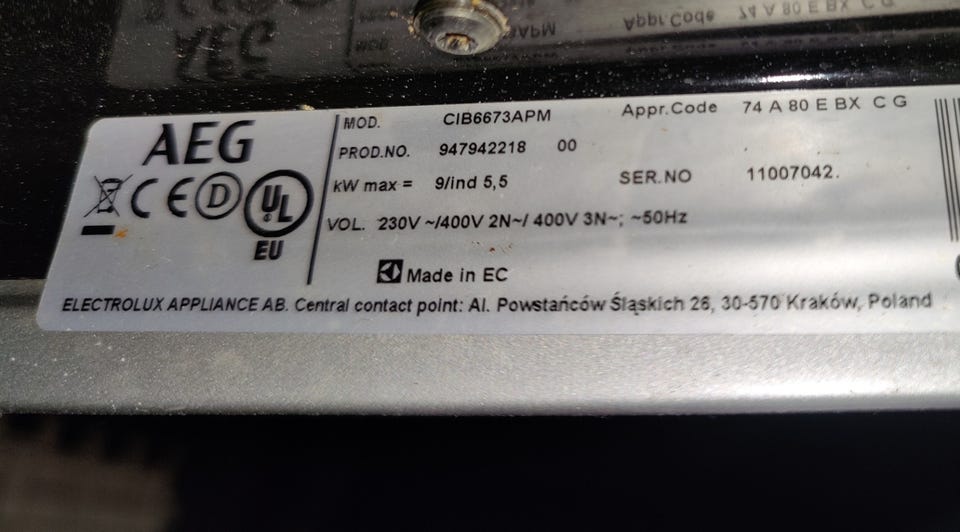 AEG
CE D UL
EU
MOD. CIB6673APM Appr.Code 74 A 80 E BX C G
PROD.NO. 947942218 00
kW max = 9/ind 5,5 SER.NO 11007042.
VOL. 230V ~/400V 2N~/ 400V 3N~; ~50Hz
Made in EC
ELECTROLUX APPLIANCE AB. Central contact point: Al. Powstańców Śląskich 26, 30-570 Kraków, Poland